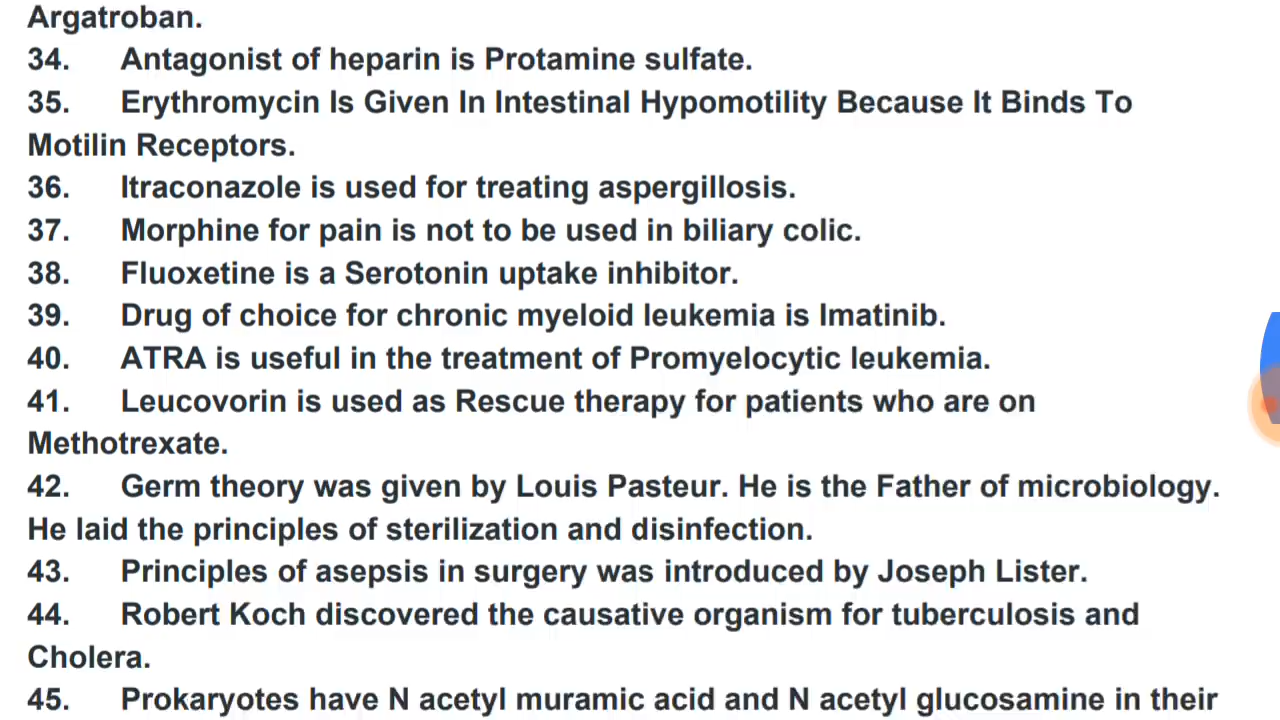 Argatroban.
34. Antagonist of heparin is Protamine sulfate.
35. Erythromycin Is Given In Intestinal Hypomotility Because It Binds To
Motilin Receptors.
36. Itraconazole is used for treating aspergillosis.
37. Morphine for pain is not to be used in biliary colic.
38. Fluoxetine is a Serotonin uptake inhibitor.
39. Drug of choice for chronic myeloid leukemia is Imatinib.
40. ATRA is useful in the treatment of Promyelocytic leukemia.
41. Leucovorin is used as Rescue therapy for patients who are on
Methotrexate.
42. Germ theory was given by Louis Pasteur. He is the Father of microbiology.
He laid the principles of sterilization and disinfection.
43. Principles of asepsis in surgery was introduced by Joseph Lister.
44. Robert Koch discovered the causative organism for tuberculosis and
Cholera.
45. Prokaryotes have N acetyl muramic acid and N acetyl glucosamine in their